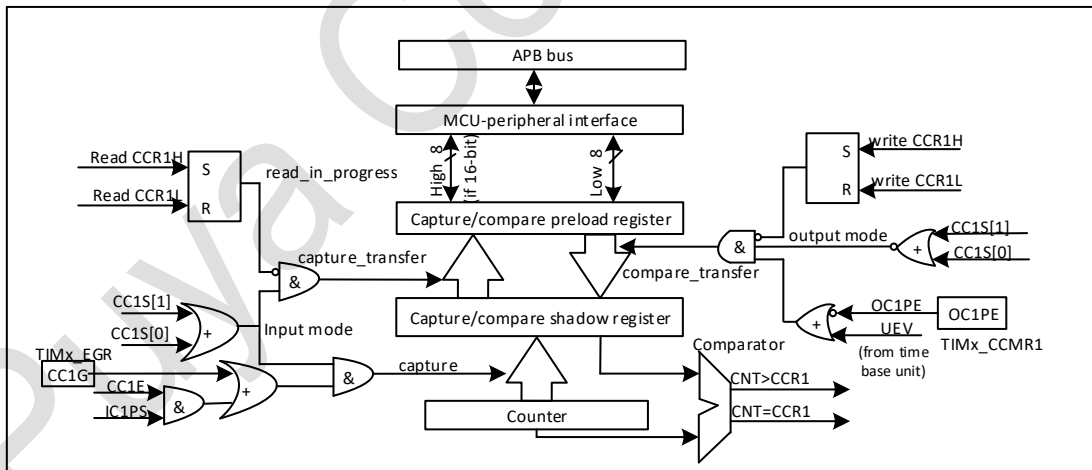 APB bus
MCU-peripheral interface
High 8
(if 16-bit)
Low 8
Read CCR1H
Read CCR1L
S
R
read_in_progress
Capture/compare preload register
S
R
write CCR1H
write CCR1L
capture_transfer
&
compare_transfer
&
output mode
+
CC1S[1]
CC1S[0]
CC1S[1]
CC1S[0]
+
Input mode
Capture/compare shadow register
+
OC1PE
UEV
(from time
base unit)
OC1PE
TIMx_CCMR1
TIMx_EGR
CC1G
CC1E
IC1PS
&
+
&
capture
Counter
Comparator
CNT>CCR1
CNT=CCR1
Puya Co